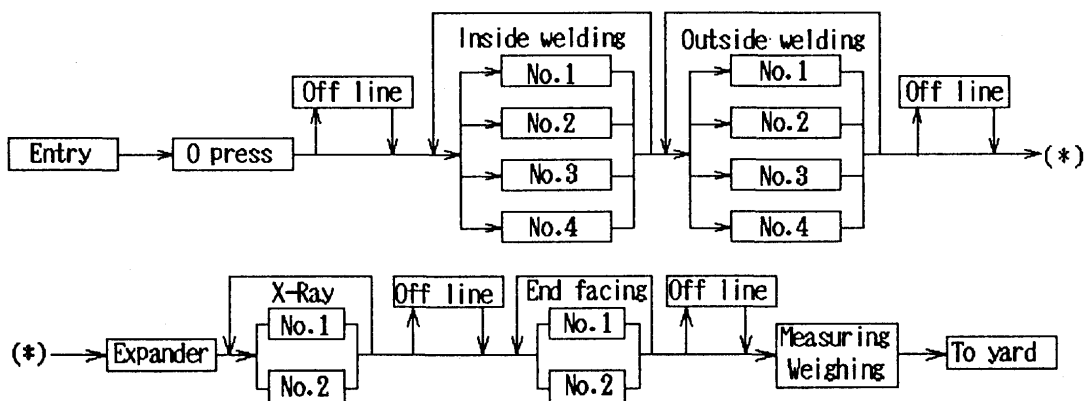 Inside welding
Outside welding
No.1
No.1
Off line
Off line
No.2
No.2
Entry
O press
(*)
No.3
No.3
No.4
No.4
X-Ray
Off line
End facing
Off line
No.1
No.1
(*)
Expander
Measuring
Weighing
To yard
No.2
No.2